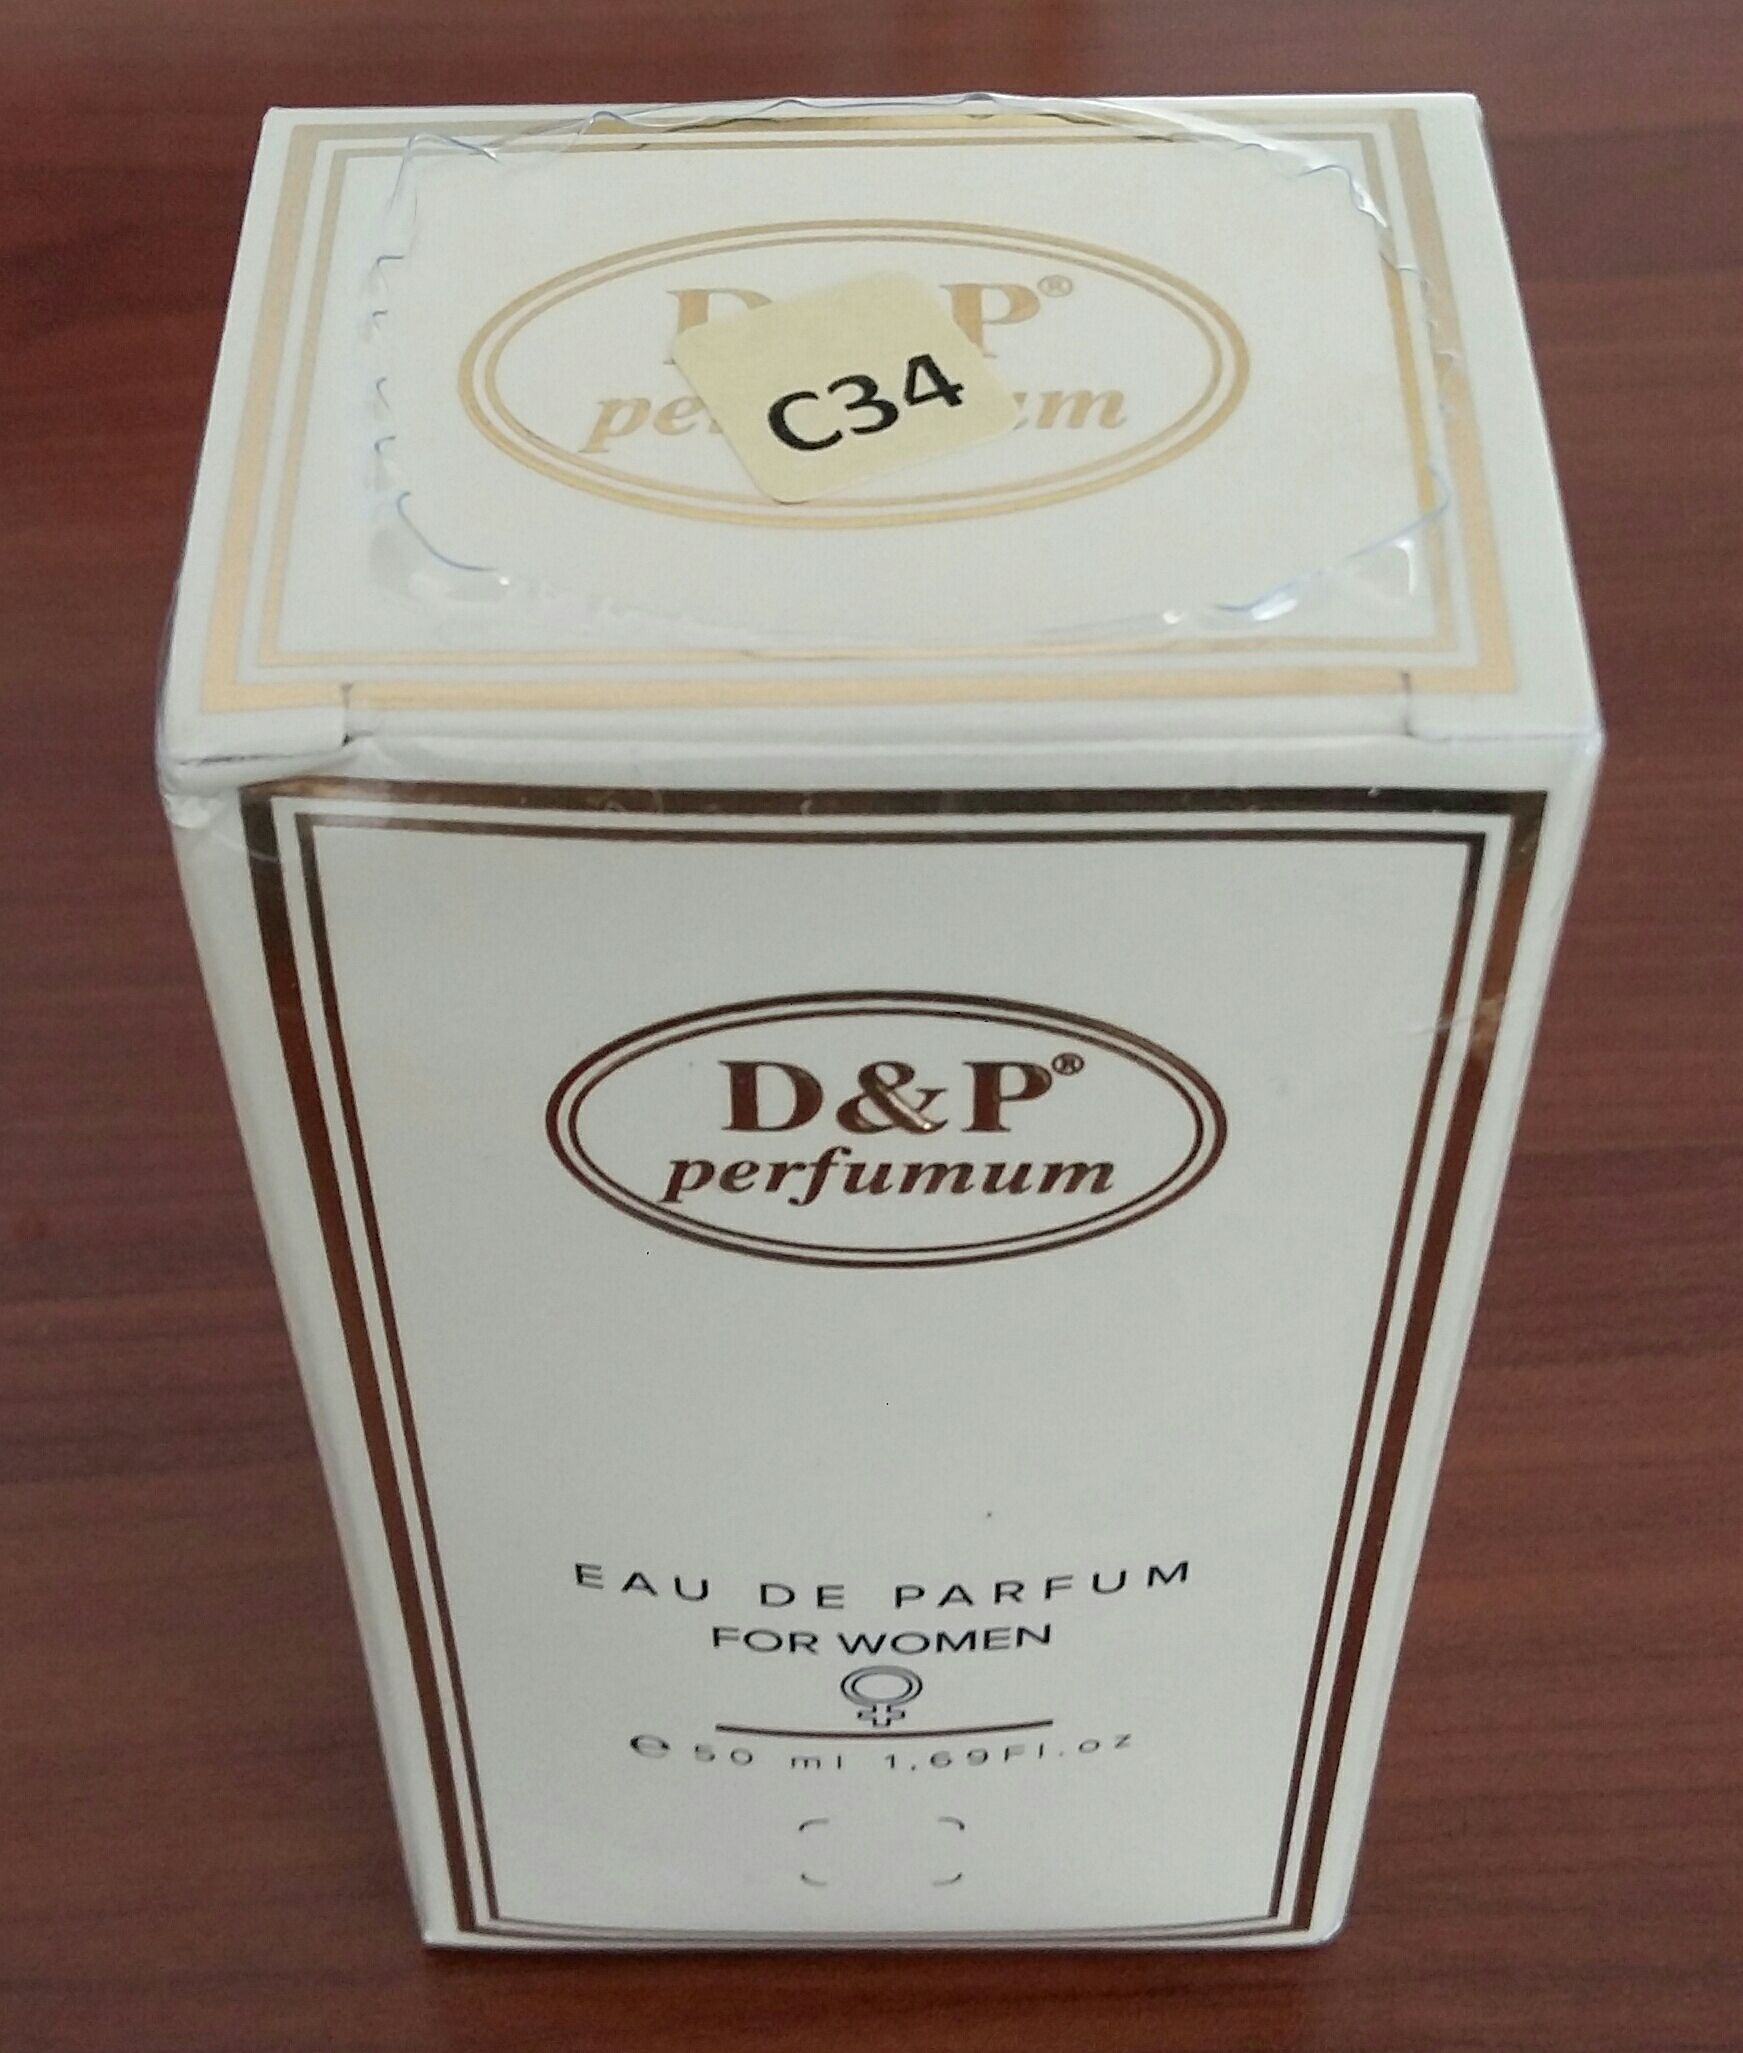 D P®
C34
D&P®
perfumum
EAU DE PARFUM
FOR WOMEN
℮ 50 ml 1.69Fl.oz